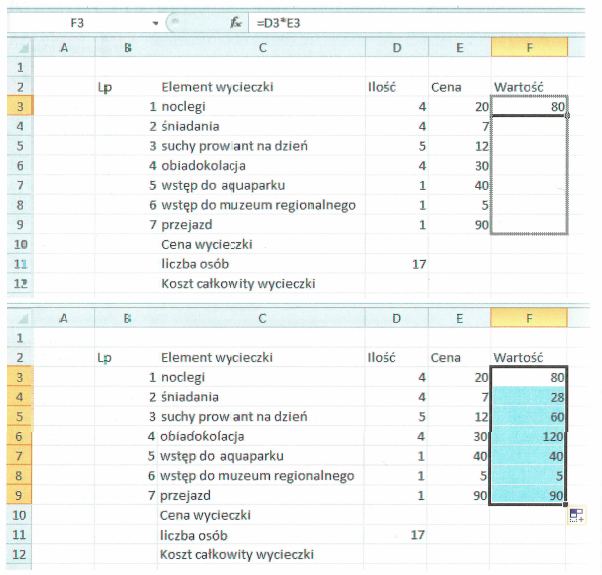 F3 fx =D3*E3
A B C D E F
1
2 Lp Element wycieczki Ilość Cena Wartość
3 1 noclegi 4 20 80
4 2 śniadania 4 7
5 3 suchy prowiant na dzień 5 12
6 4 obiadokolacja 4 30
7 5 wstęp do aquaparku 1 40
8 6 wstęp do muzeum regionalnego 1 5
9 7 przejazd 1 90
10 Cena wycieczki
11 liczba osób 17
12 Koszt całkowity wycieczki
A B C D E F
1
2 Lp Element wycieczki Ilość Cena Wartość
3 1 noclegi 4 20 80
4 2 śniadania 4 7 28
5 3 suchy prowiant na dzień 5 12 60
6 4 obiadokolacja 4 30 120
7 5 wstęp do aquaparku 1 40 40
8 6 wstęp do muzeum regionalnego 1 5 5
9 7 przejazd 1 90 90
10 Cena wycieczki
11 liczba osób 17
12 Koszt całkowity wycieczki